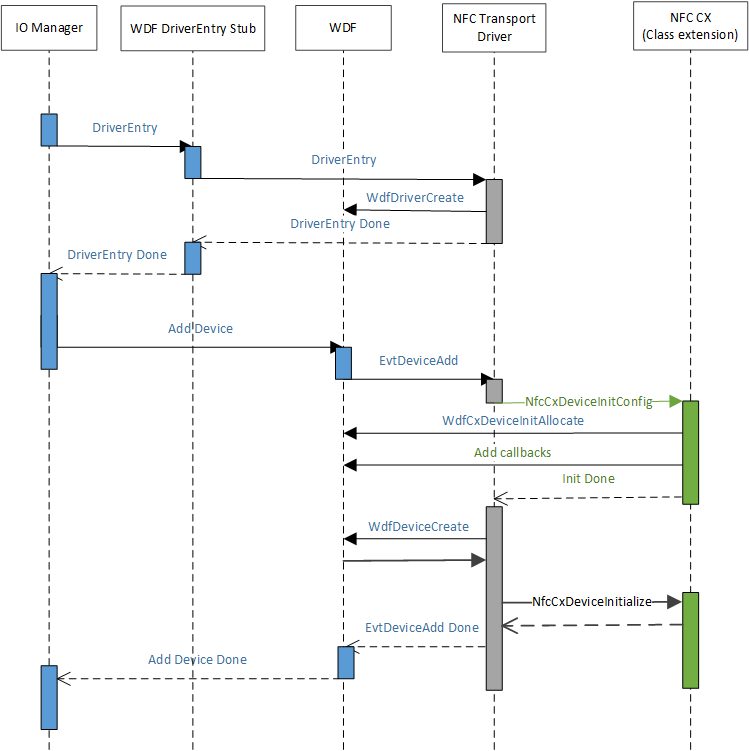 IO Manager
WDF DriverEntry Stub
WDF
NFC Transport
Driver
NFC CX
(Class extension)
DriverEntry
DriverEntry
WdfDriverCreate
DriverEntry Done
DriverEntry Done
Add Device
EvtDeviceAdd
NfcCxDeviceInitConfig
WdfCxDeviceInitAllocate
Add callbacks
Init Done
WdfDeviceCreate
NfcCxDeviceInitialize
EvtDeviceAdd Done
Add Device Done